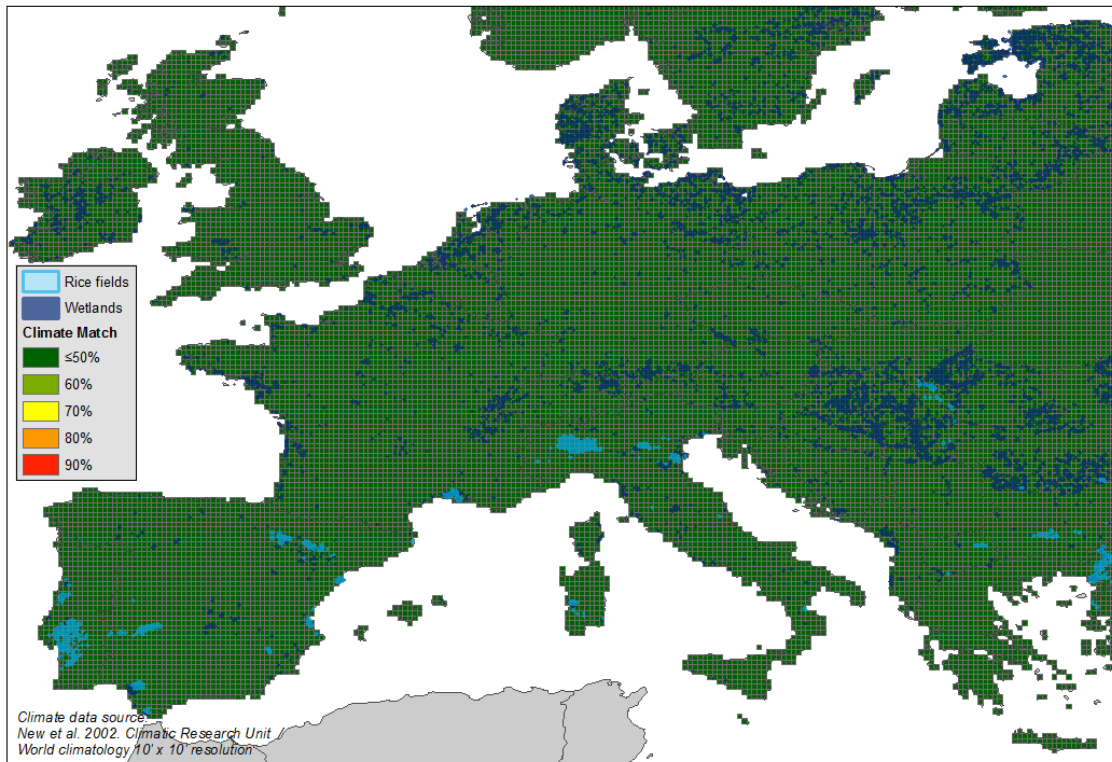 Rice fields
Wetlands
Climate Match
≤50%
60%
70%
80%
90%
Climate data source:
New et al. 2002. Climatic Research Unit /
World climatology 10' x 10' resolution